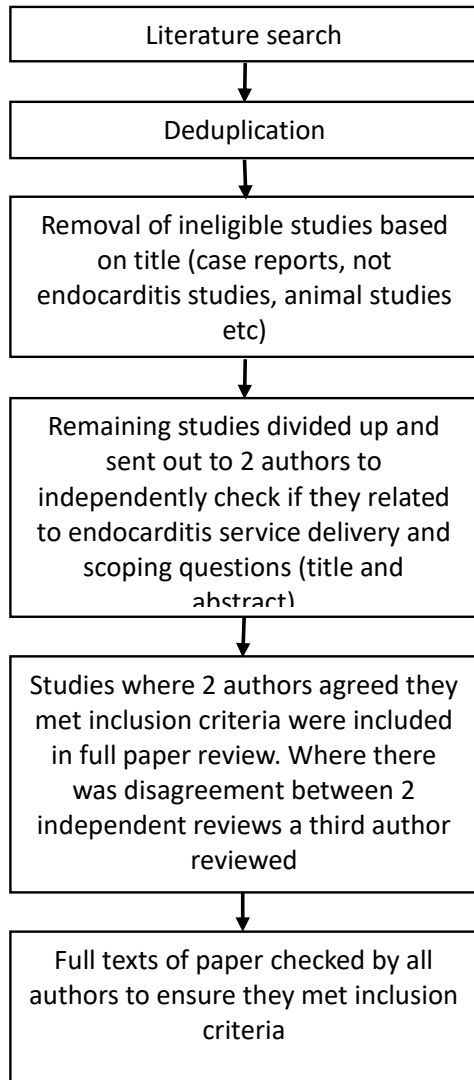 Literature search
Deduplication
Removal of ineligible studies based
on title (case reports, not
endocarditis studies, animal studies
etc)
Remaining studies divided up and
sent out to 2 authors to
independently check if they related
to endocarditis service delivery and
scoping questions (title and
abstract)
Studies where 2 authors agreed they
met inclusion criteria were included
in full paper review. Where there
was disagreement between 2
independent reviews a third author
reviewed
Full texts of paper checked by all
authors to ensure they met inclusion
criteria